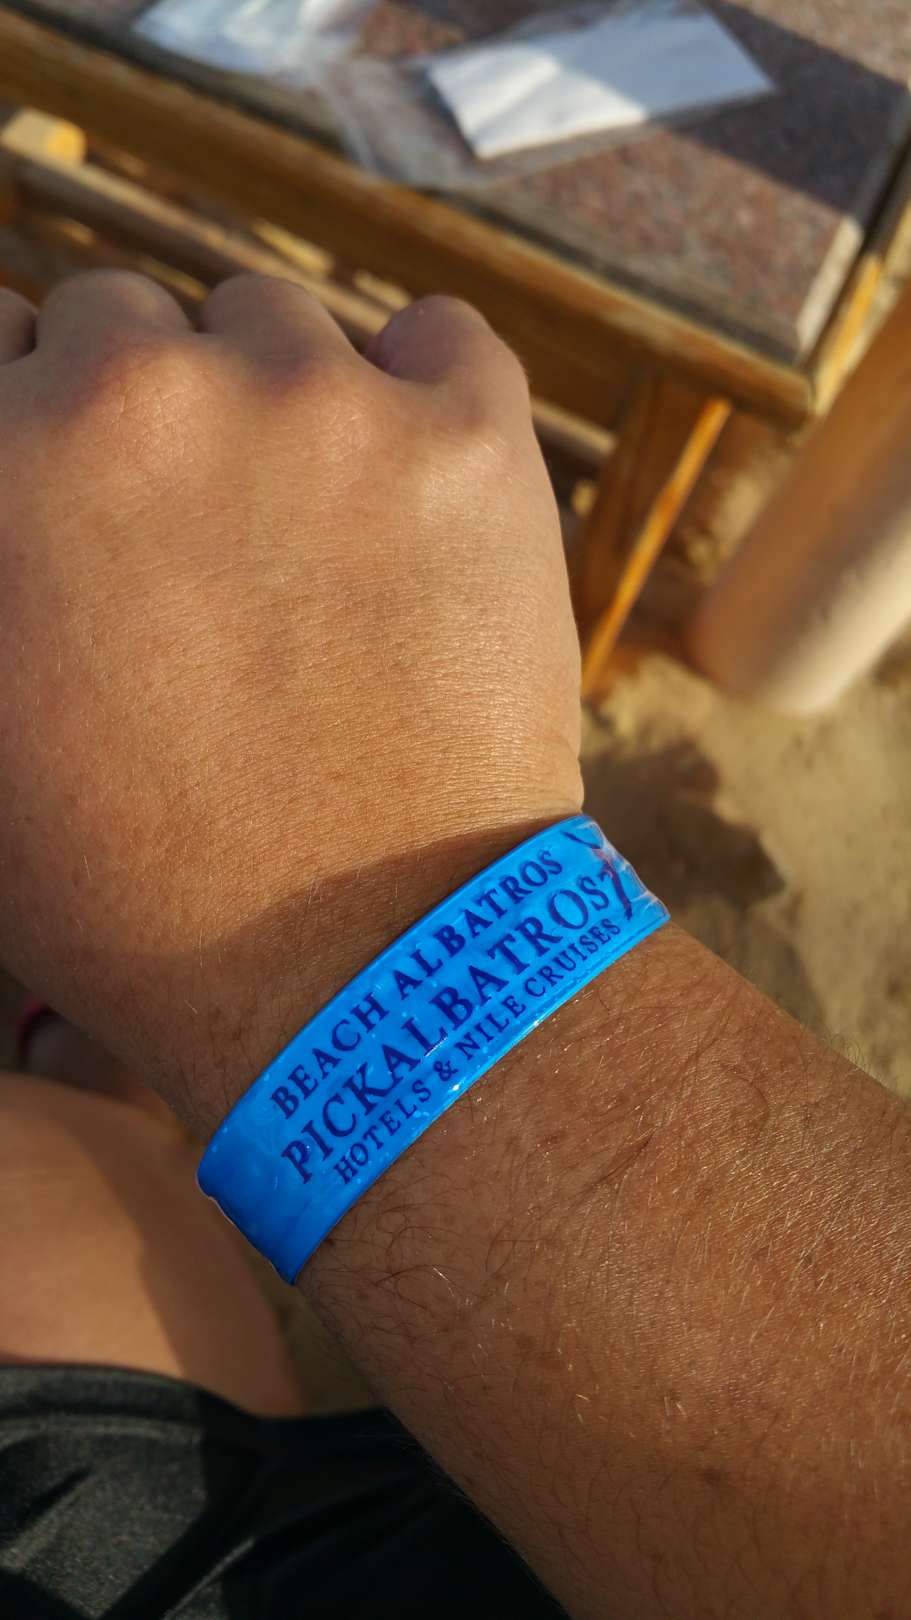 BEACH ALBATROS
PICKALBATROS
HOTELS & NILE CRUISES